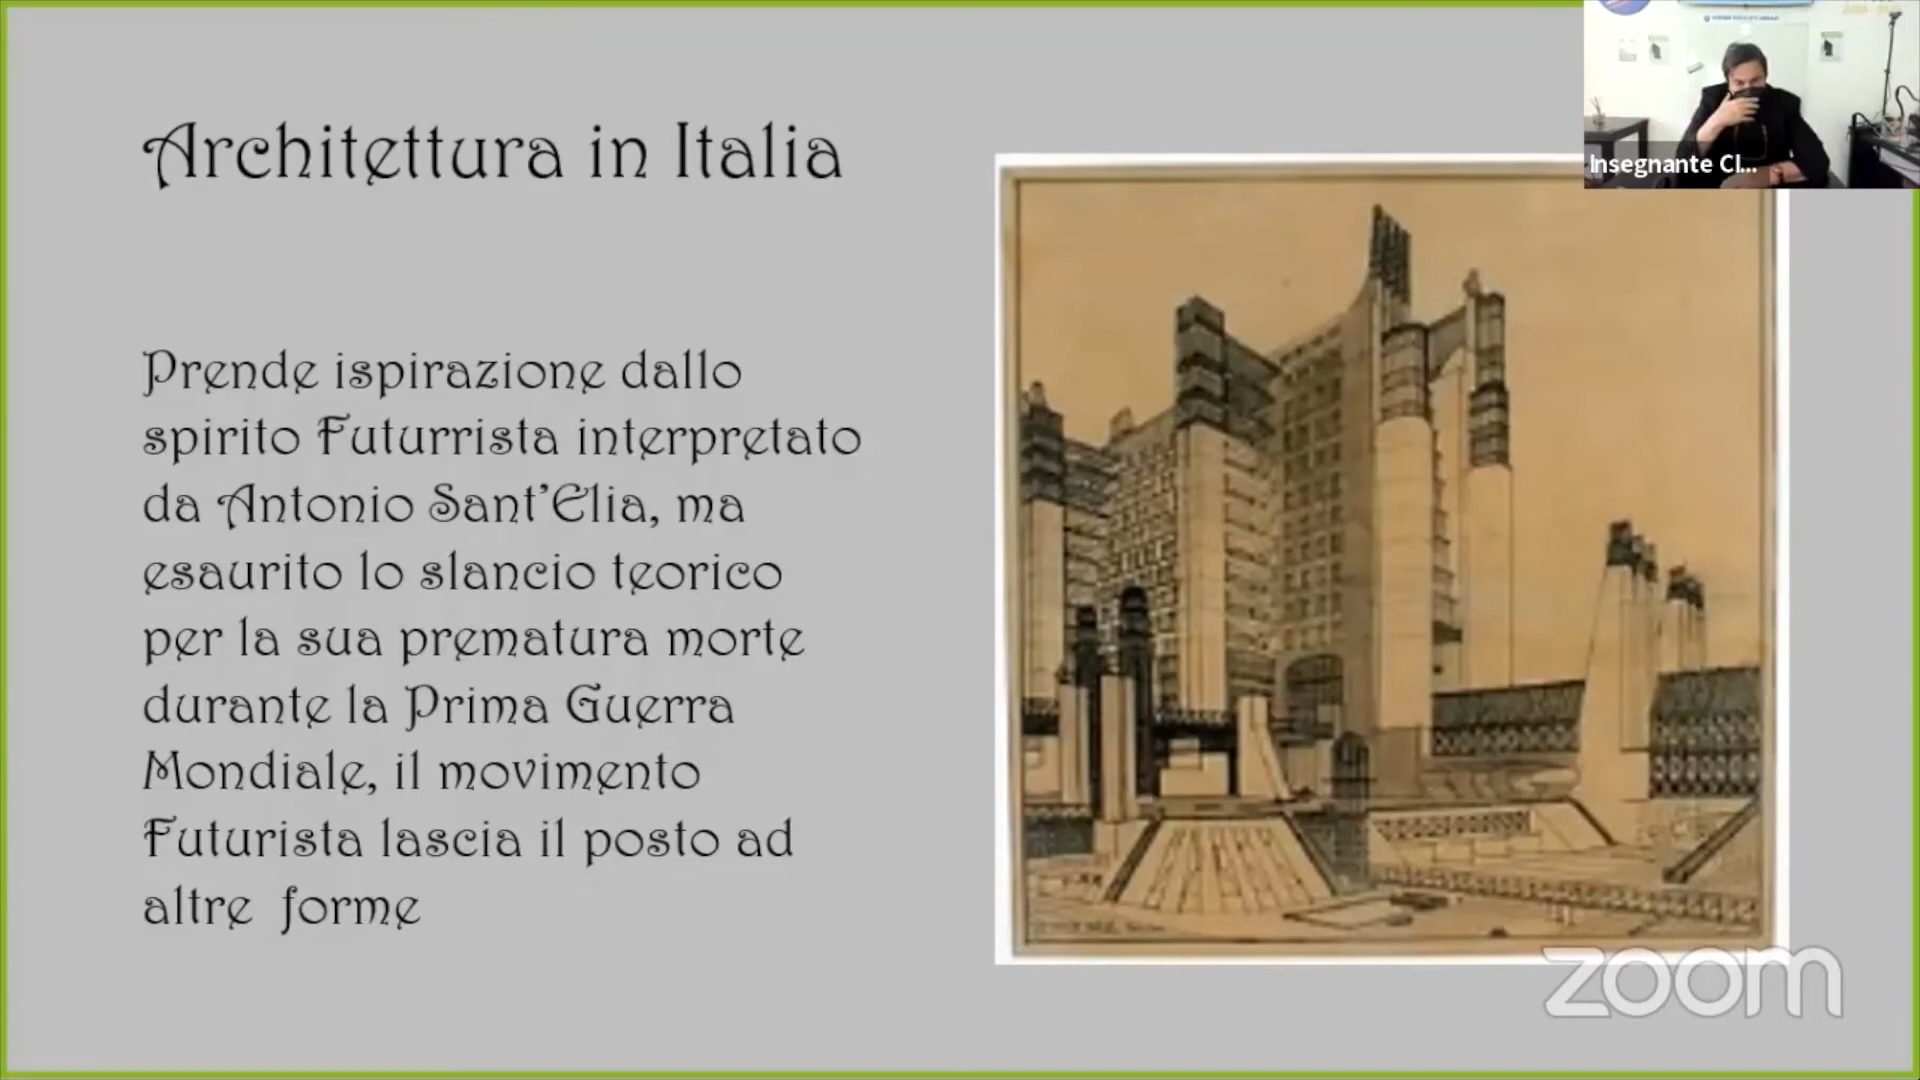 Architettura in Italia
Prende ispirazione dallo
spirito Futurrista interpretato
da Antonio Sant'Elia, ma
esaurito lo slancio teorico
per la sua prematura morte
durante la Prima Guerra
Mondiale, il movimento
Futurista lascia il posto ad
altre forme
Insegnante Cl...
zoom